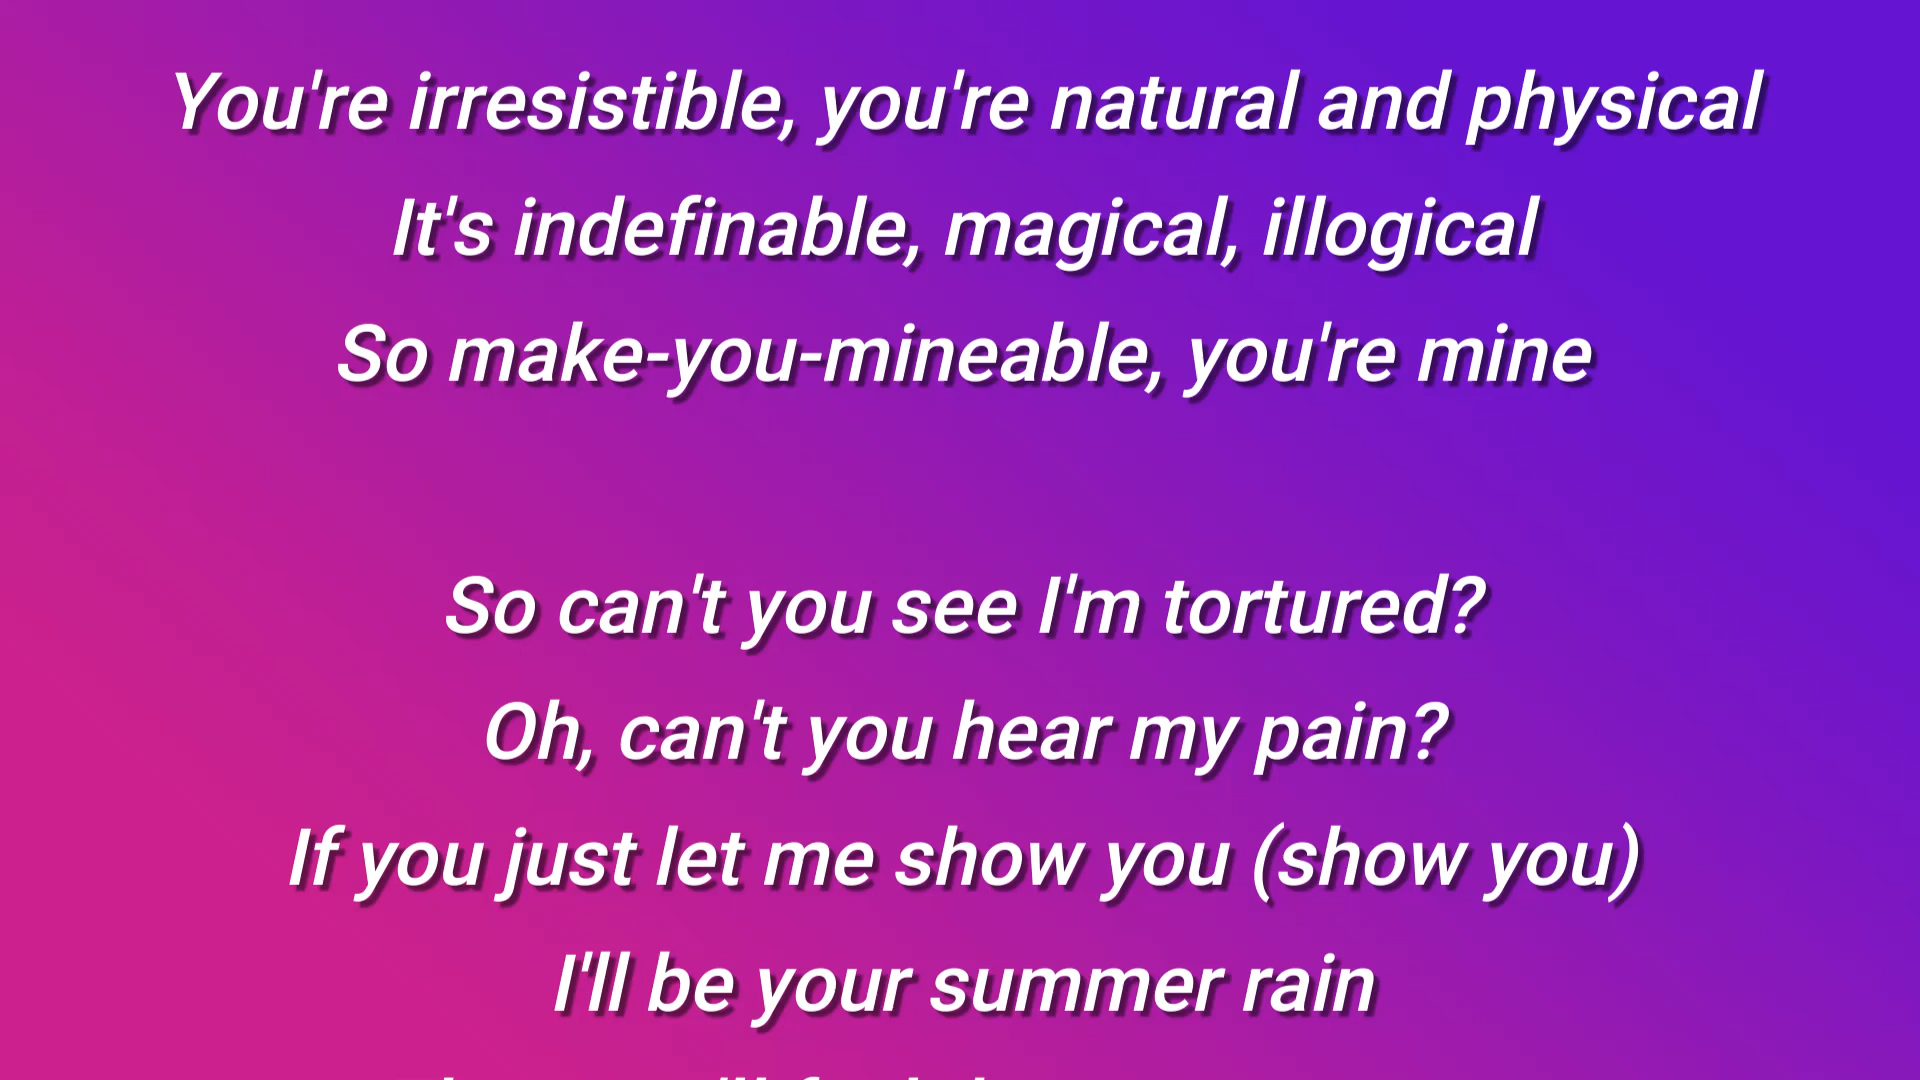 You're irresistible, you're natural and physical
It's indefinable, magical, illogical
So make-you-mineable, you're mine
So can't you see I'm tortured?
Oh, can't you hear my pain?
If you just let me show you (show you)
I'll be your summer rain